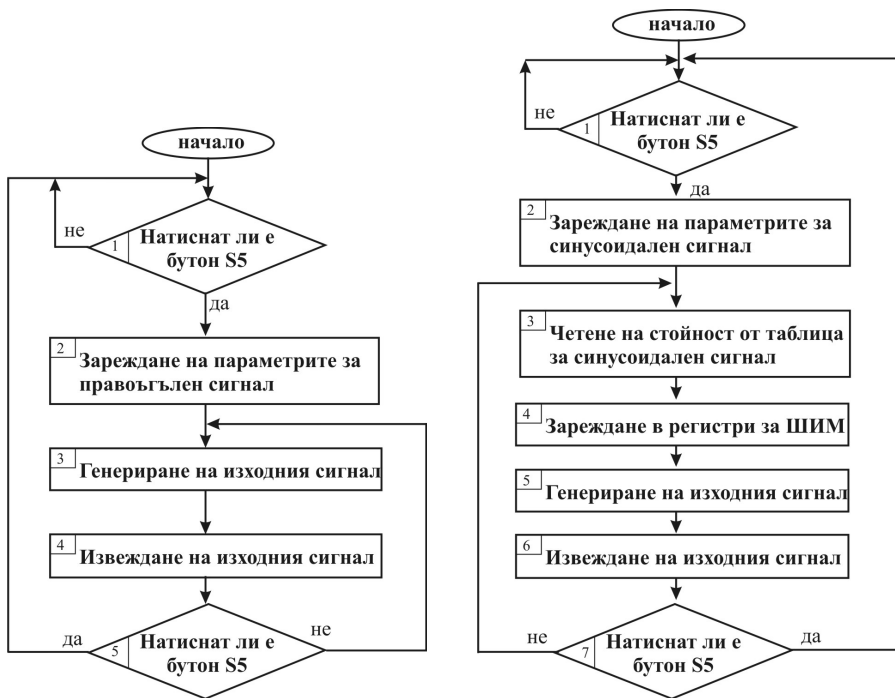 начало
не
1
Натиснат ли е
бутон S5
да
2
Зареждане на параметрите за
правоъгълен сигнал
3
Генериране на изходния сигнал
4
Извеждане на изходния сигнал
да
5
Натиснат ли е
бутон S5
не
начало
не
1
Натиснат ли е
бутон S5
да
2
Зареждане на параметрите за
синусоидален сигнал
3
Четене на стойност от таблица
за синусоидален сигнал
4
Зареждане в регистри за ШИМ
5
Генериране на изходния сигнал
6
Извеждане на изходния сигнал
не
7
Натиснат ли е
бутон S5
да